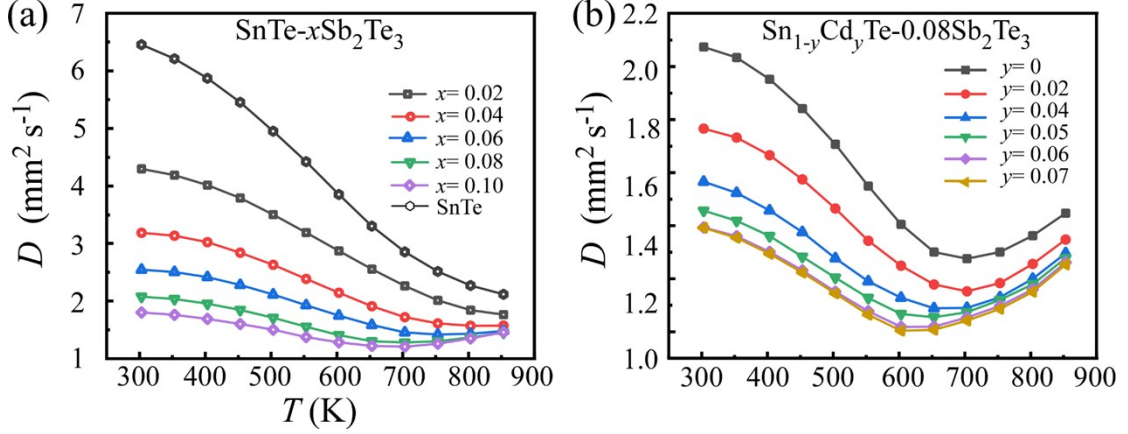 (a)
SnTe-xSb₂Te₃
D (mm² s⁻¹)
7
6
5
4
3
2
1
x= 0.02
x= 0.04
x= 0.06
x= 0.08
x= 0.10
SnTe
300 400 500 600 700 800 900
T (K)
(b)
Sn₁₋yCdyTe-0.08Sb₂Te₃
D (mm² s⁻¹)
2.2
2.0
1.8
1.6
1.4
1.2
1.0
y= 0
y= 0.02
y= 0.04
y= 0.05
y= 0.06
y= 0.07
300 400 500 600 700 800 900